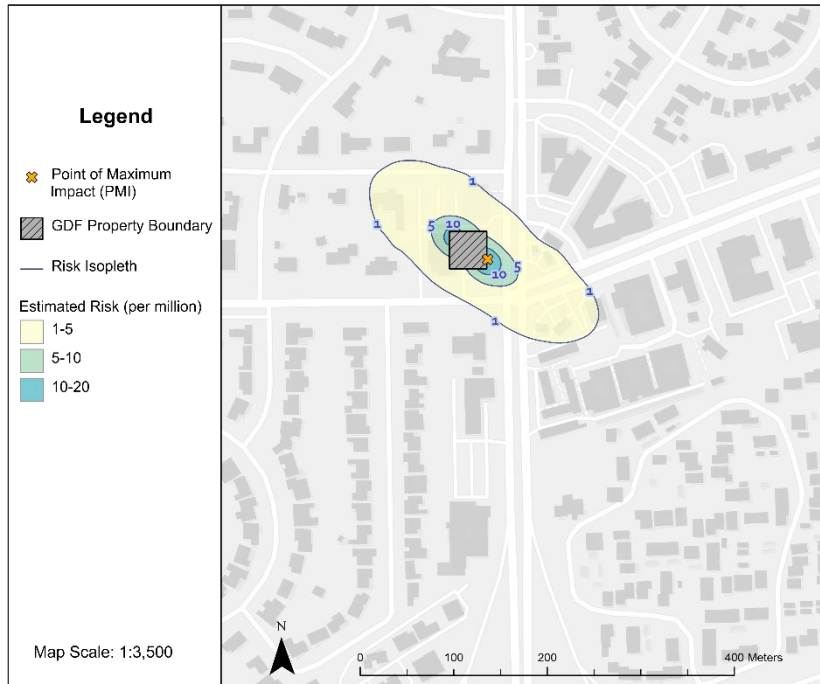 Legend
Point of Maximum
Impact (PMI)
GDF Property Boundary
Risk Isopleth
Estimated Risk (per million)
1-5
5-10
10-20
Map Scale: 1:3,500
1
1
5
10
5
10
1
1
N
0
100
200
400 Meters